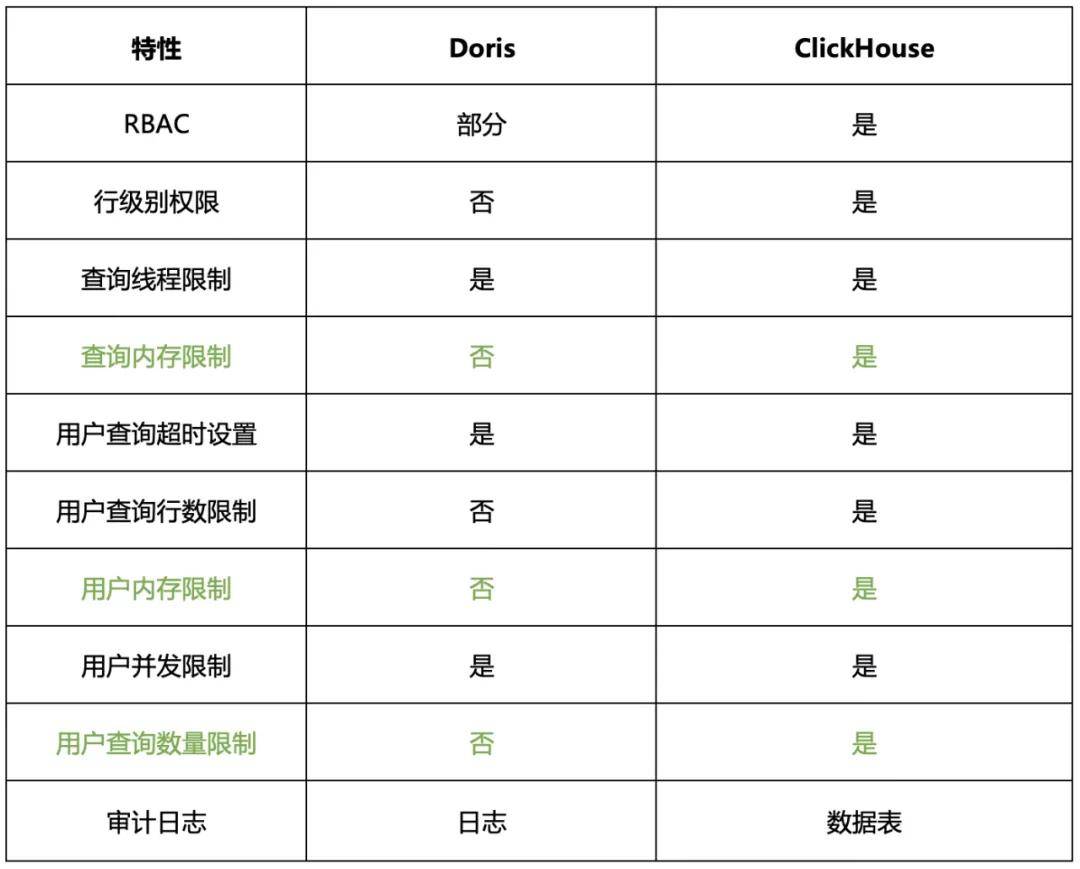 特性 Doris ClickHouse
RBAC 部分 是
行级别权限 否 是
查询线程限制 是 是
查询内存限制 否 是
用户查询超时设置 是 是
用户查询行数限制 否 是
用户内存限制 否 是
用户并发限制 是 是
用户查询数量限制 否 是
审计日志 日志 数据表